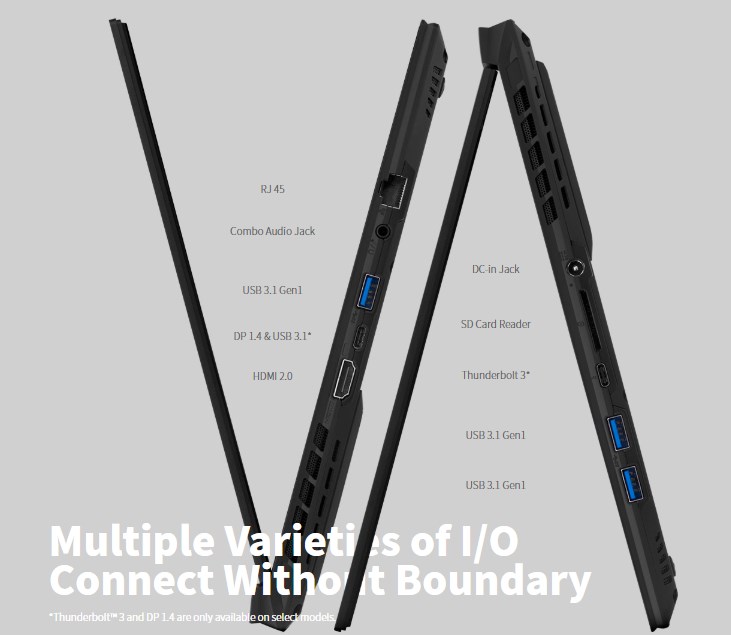 RJ 45
Combo Audio Jack
USB 3.1 Gen1
DP 1.4 & USB 3.1*
HDMI 2.0
DC-in Jack
SD Card Reader
Thunderbolt 3*
USB 3.1 Gen1
USB 3.1 Gen1
Multiple Varieties of I/O
Connect Without Boundary
*Thunderbolt™ 3 and DP 1.4 are only available on select models.